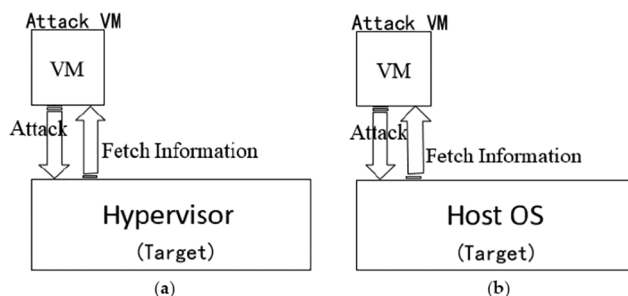 Attack VM
VM
Attack
Fetch Information
Hypervisor
(Target)
(a)
Attack VM
VM
Attack
Fetch Information
Host OS
(Target)
(b)